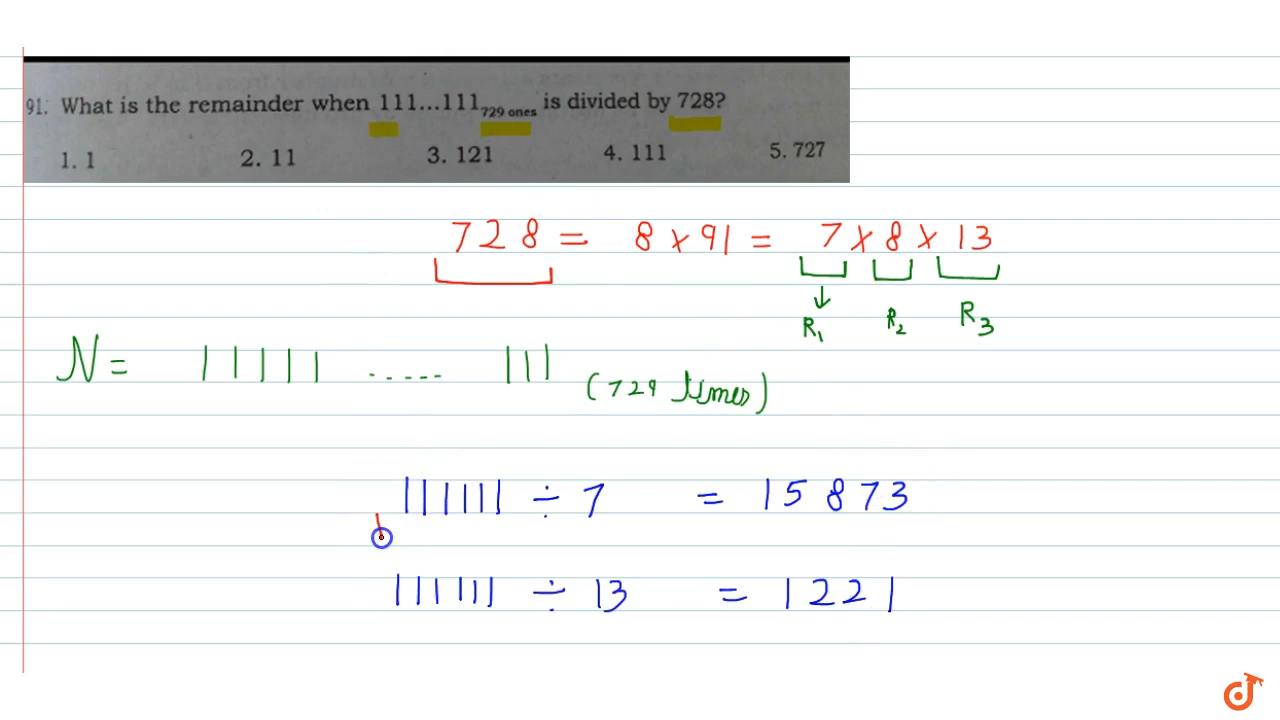 91. What is the remainder when 111...111729 ones is divided by 728?
1. 1 2. 11 3. 121 4. 111 5. 727
728 = 8 × 91 = 7 × 8 × 13
R1 R2 R3
N = 11111 ..... 111 (729 times)
111111 ÷ 7 = 15873
111111 ÷ 13 = 1221